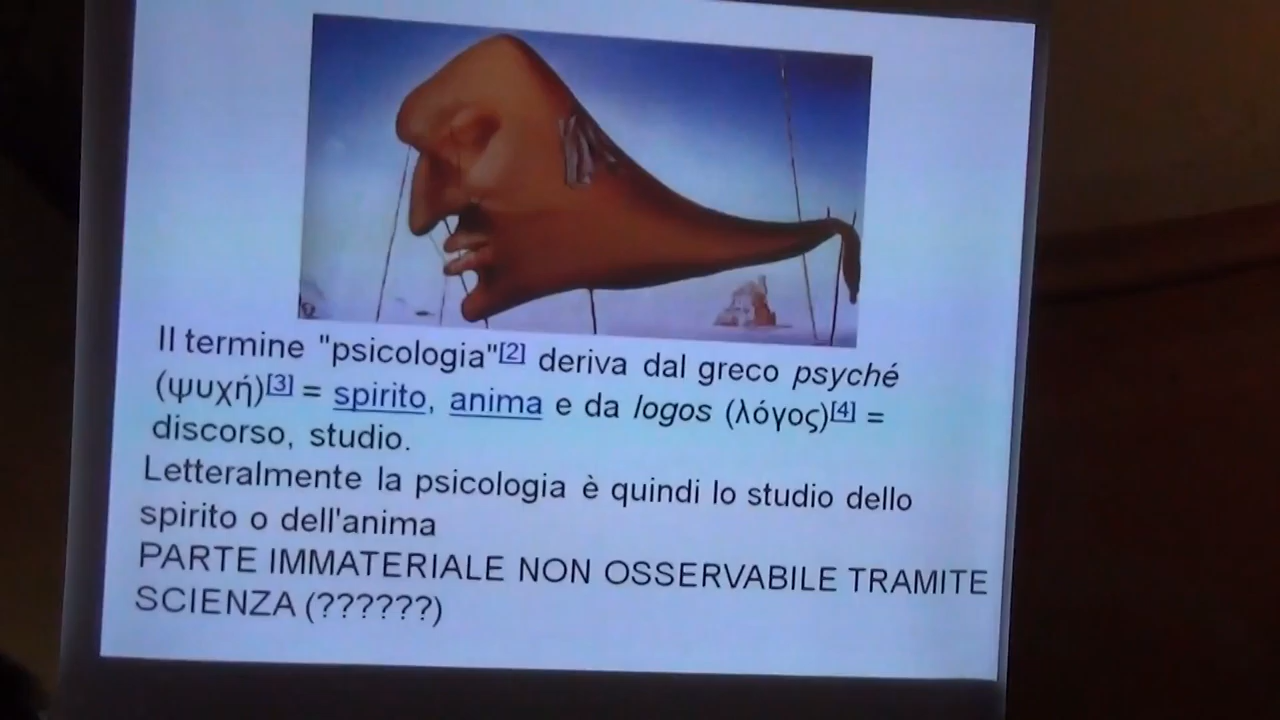 Il termine "psicologia"[2] deriva dal greco psyché
(ψυχή)[3] = spirito, anima e da logos (λόγος)[4] =
discorso, studio.
Letteralmente la psicologia è quindi lo studio dello
spirito o dell'anima
PARTE IMMATERIALE NON OSSERVABILE TRAMITE
SCIENZA (??????)